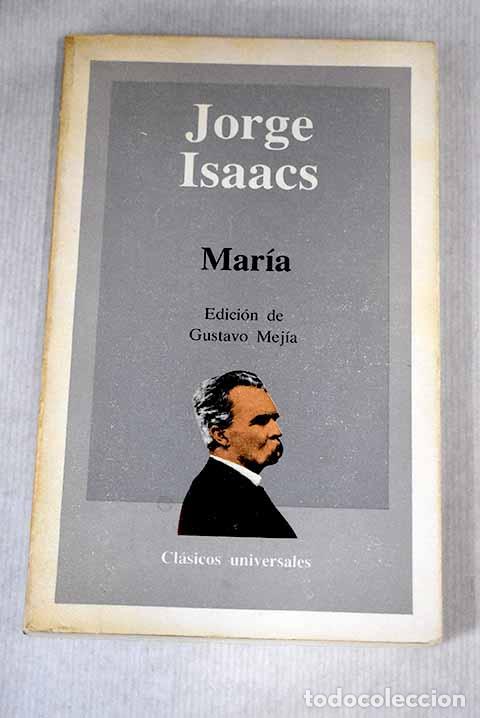 Jorge
Isaacs
María
Edición de
Gustavo Mejía
Clásicos universales
todocoleccion